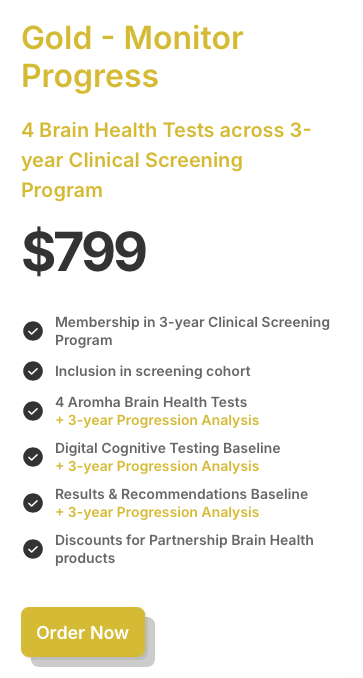 Gold - Monitor
Progress
4 Brain Health Tests across 3-
year Clinical Screening
Program
$799
Membership in 3-year Clinical Screening
Program
Inclusion in screening cohort
4 Aromha Brain Health Tests
+ 3-year Progression Analysis
Digital Cognitive Testing Baseline
+ 3-year Progression Analysis
Results & Recommendations Baseline
+ 3-year Progression Analysis
Discounts for Partnership Brain Health
products
Order Now